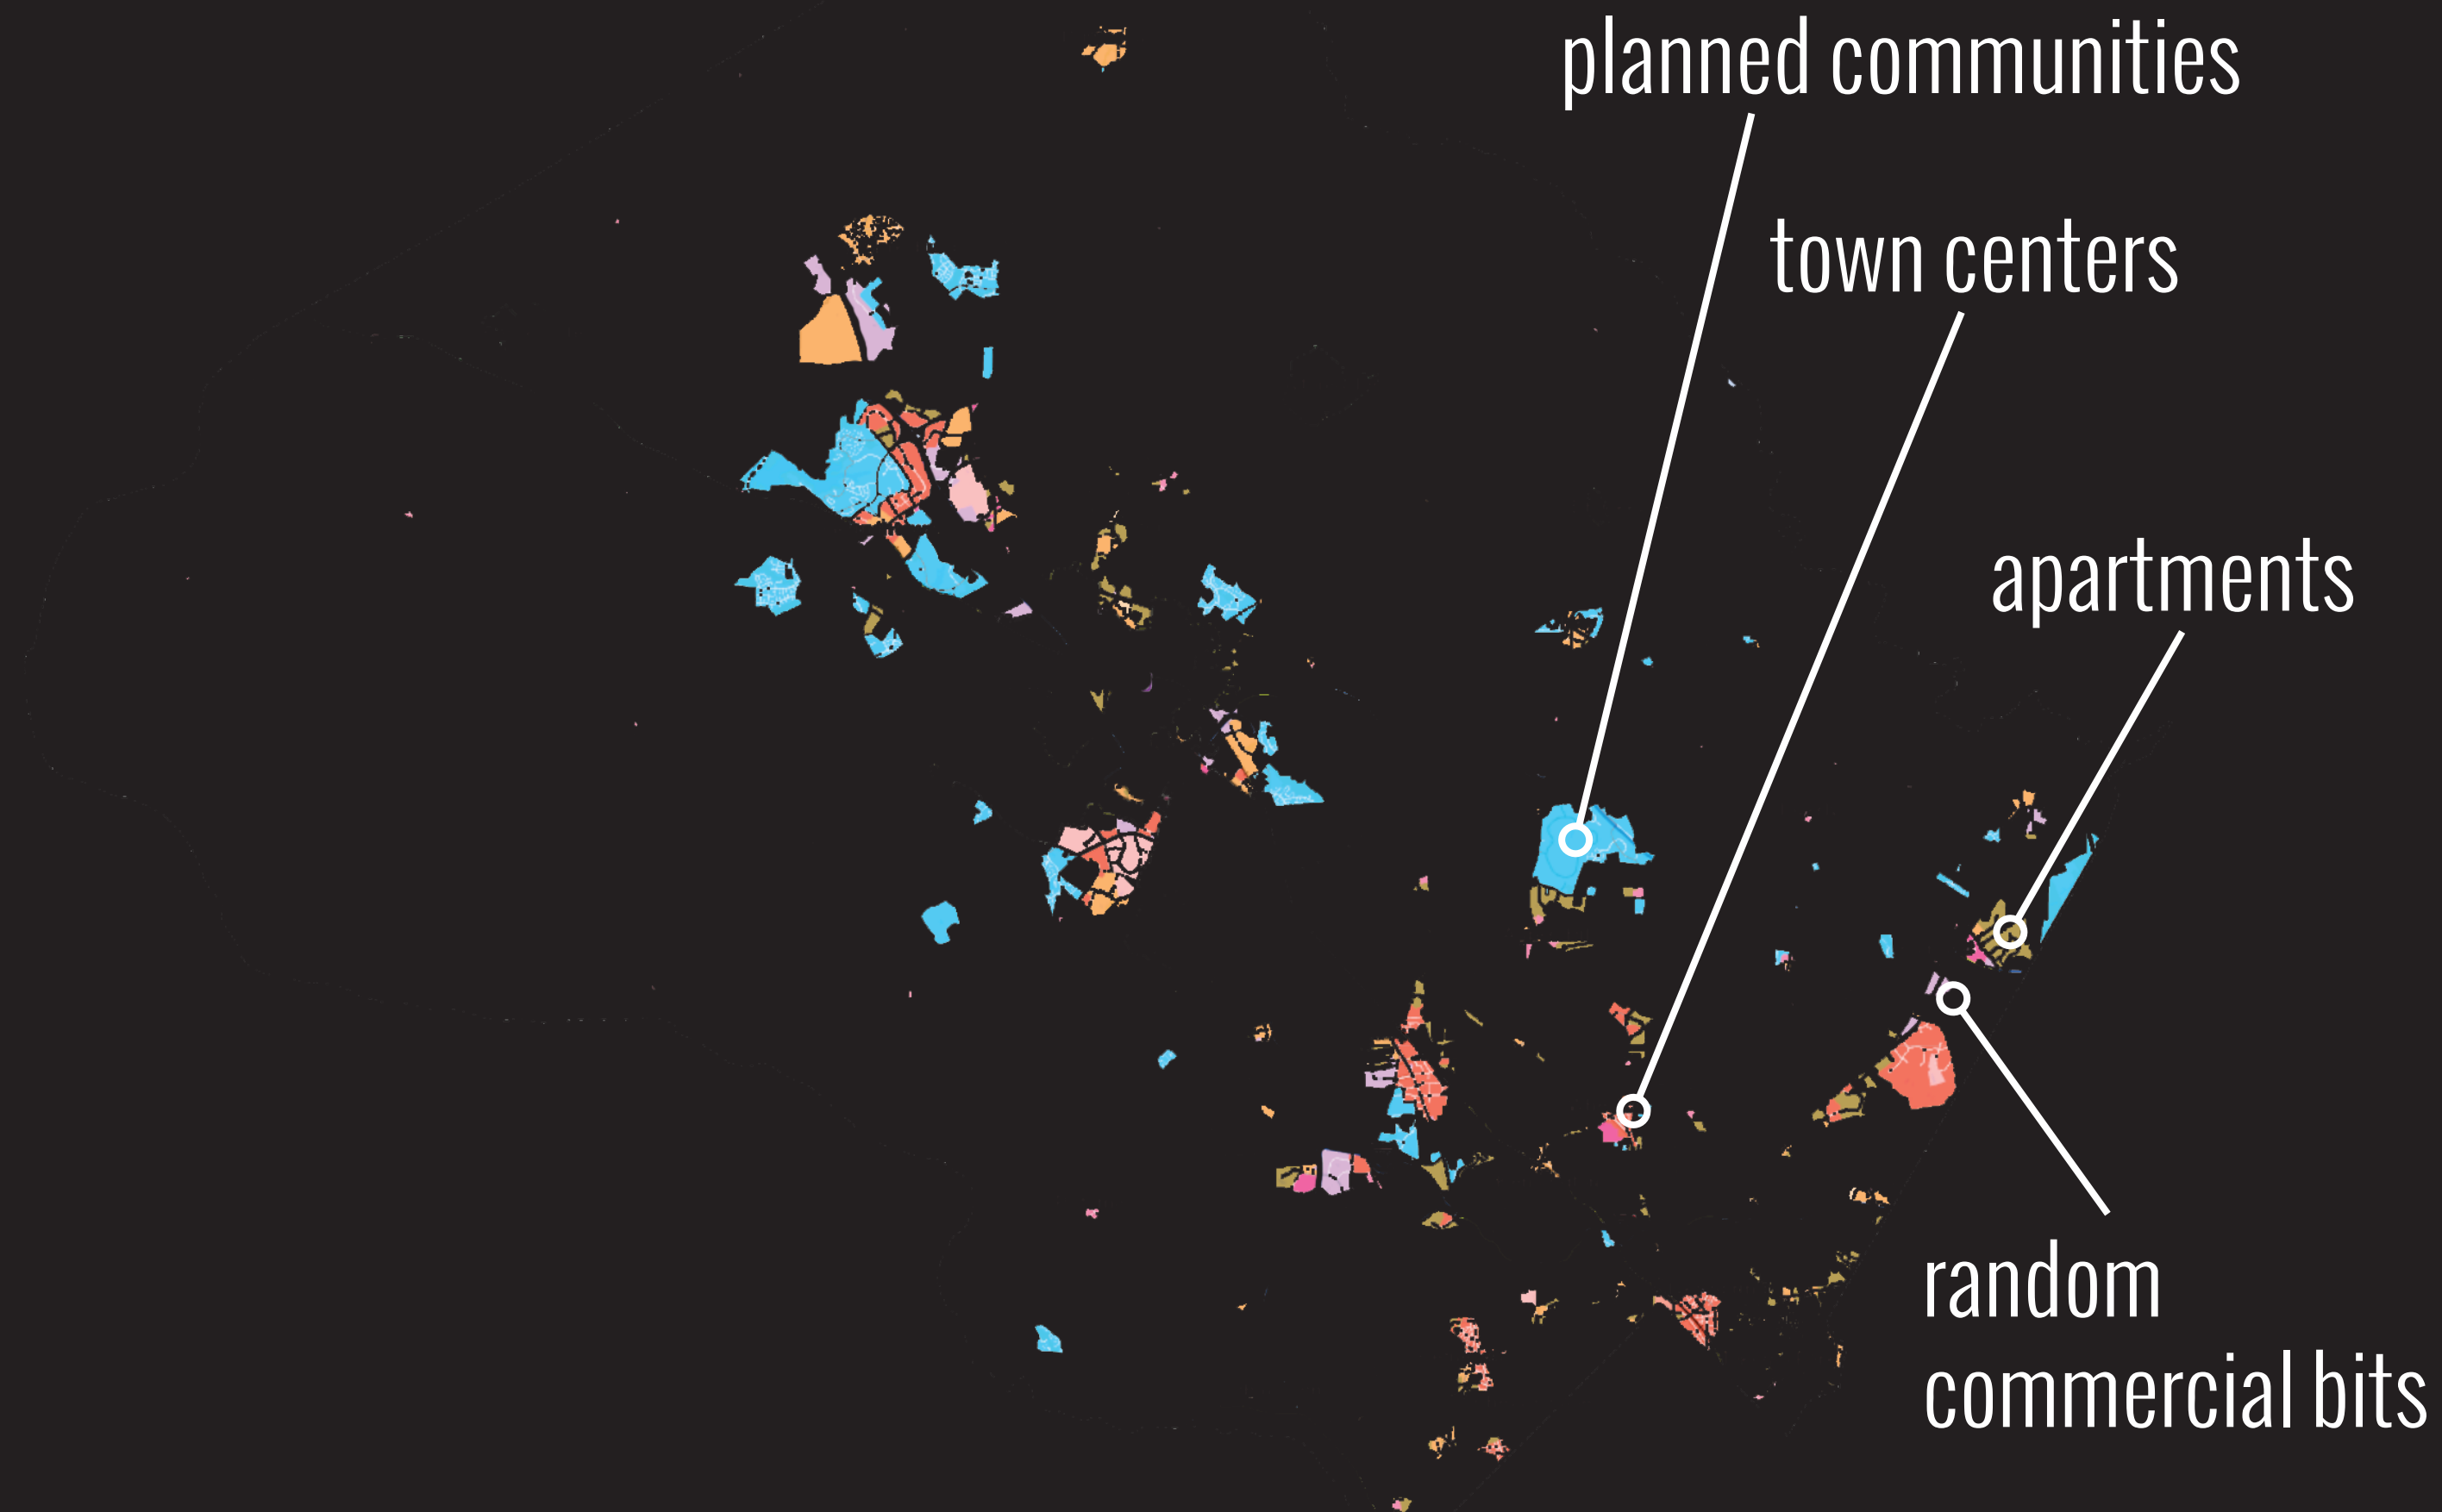 planned communities
town centers
apartments
random
commercial bits